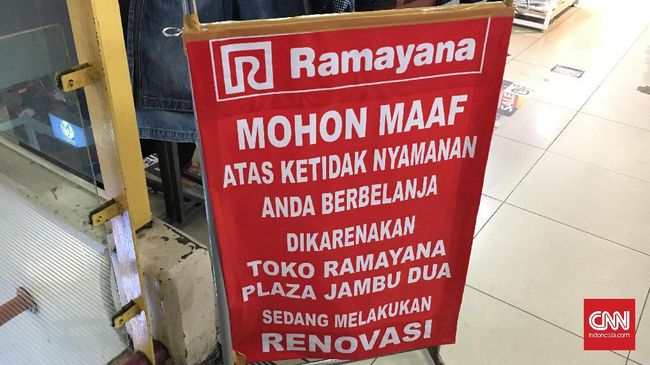 Ramayana
MOHON MAAF
ATAS KETIDAK NYAMANAN
ANDA BERBELANJA
DIKARENAKAN
TOKO RAMAYANA
PLAZA JAMBU DUA
SEDANG MELAKUKAN
RENOVASI
SALE
CNN
Indonesia.com